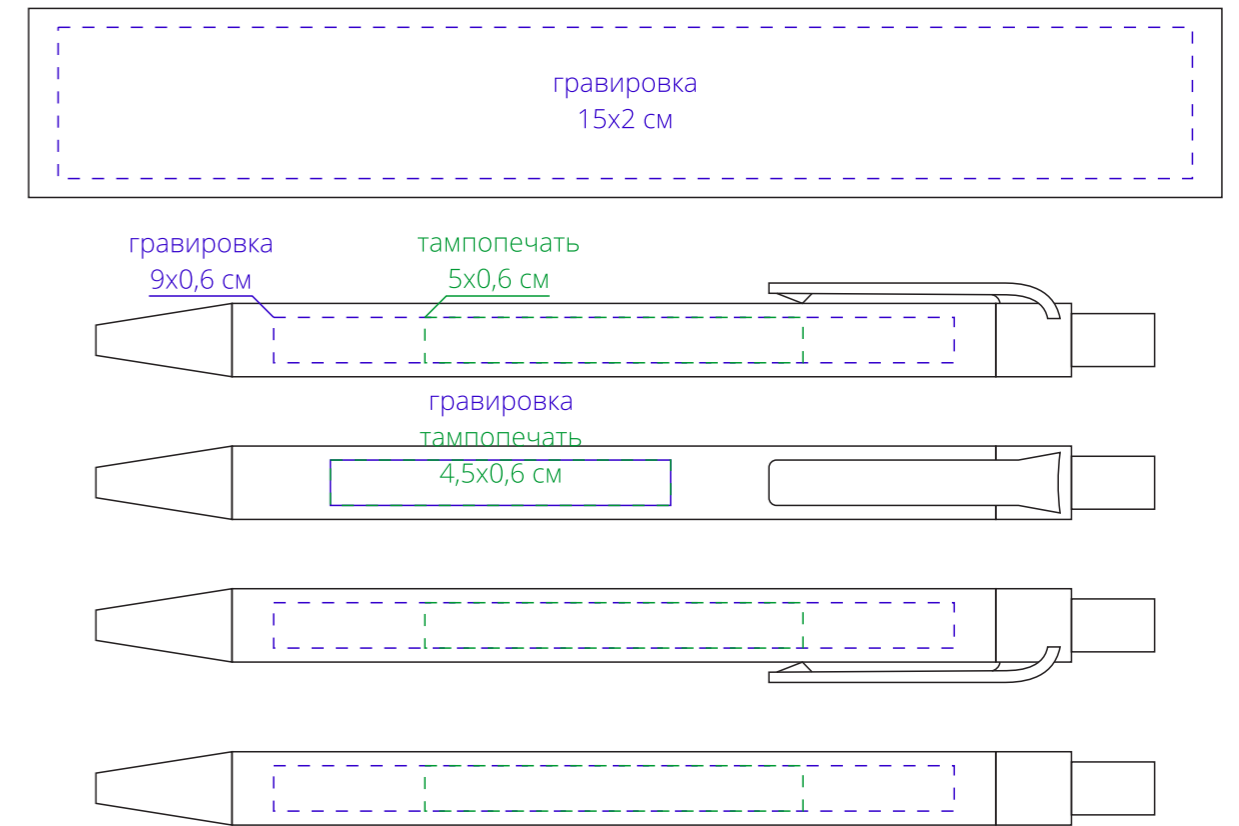 гравировка
15x2 см
гравировка
9x0,6 см
тампопечать
5x0,6 см
гравировка
тампопечать
4,5x0,6 см